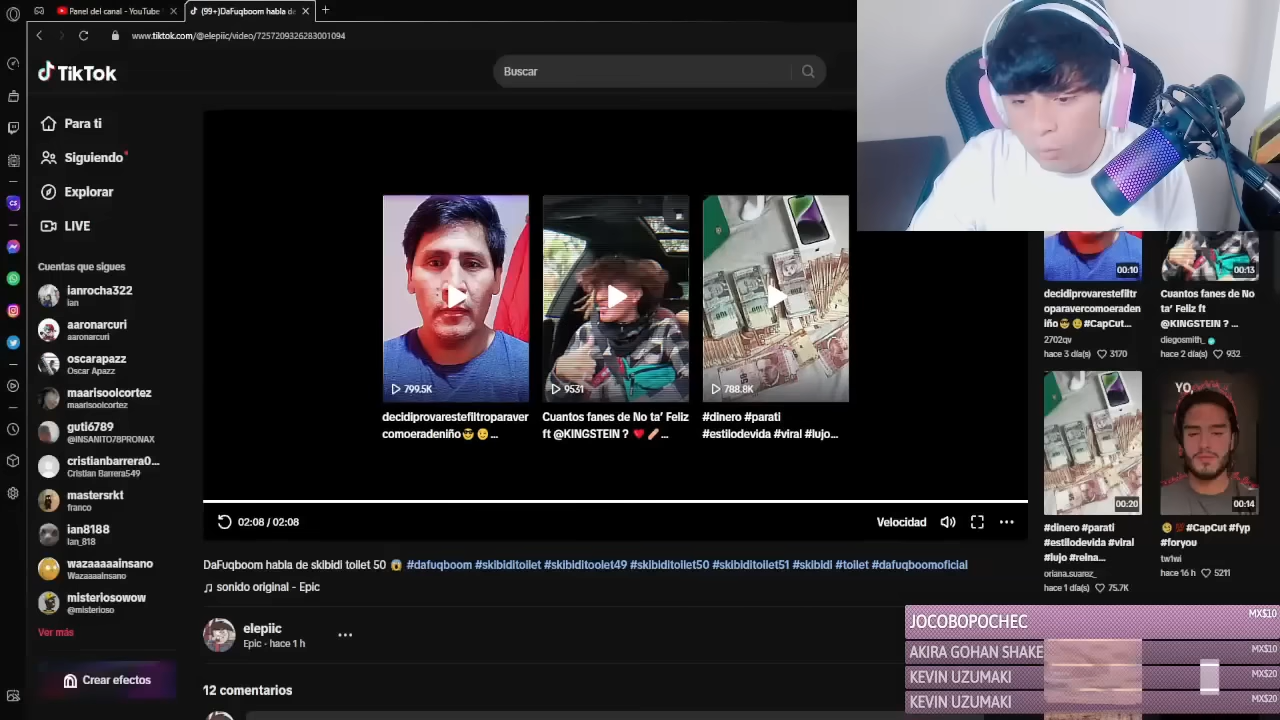 Panel del canal - YouTube
(99+)DaFuqboom habla de
www.tiktok.com/@elepiic/video/7257209326283001094
TikTok
Buscar
Para ti
Siguiendo
Explorar
LIVE
Cuentas que sigues
ianrocha322
ian
aaronarcuri
aaronarcuri
oscarapazz
Oscar Apazz
maarisoolcortez
maarisoolcortez
guti6789
@INSANITO78PRONAX
cristianbarrera0...
Cristian Barrera549
mastersrkt
franco
ian8188
ian_818
wazaaaaainsano
Wazaaaainsano
misteriosowow
@misterioso
Ver más
Crear efectos
799.5K
decidiprovarestefiltroparaver
comoeradeniño😎 😉 ...
9531
Cuantos fanes de No ta' Feliz
ft @KINGSTEIN ? ❤️ 🩹...
788.8K
#dinero #parati
#estilodevida #viral #lujo...
02:08 / 02:08
Velocidad
DaFuqboom habla de skibidi toilet 50 😱 #dafuqboom #skibiditoilet #skibiditoolet49 #skibiditoilet50 #skibiditoilet51 #skibidi #toilet #dafuqboomoficial
♫ sonido original - Epic
elepiic
Epic · hace 1 h
12 comentarios
00:10
decidiprovarestefiltr
oparavercomoeraden
iño😎😉#CapCut...
2702qv
hace 3 día(s) 3170
00:13
Cuantos fanes de No
ta' Feliz ft
@KINGSTEIN ? ...
diegosmith_
hace 2 día(s) 932
00:20
#dinero #parati
#estilodevida #viral
#lujo #reina...
oriana.suarez_
hace 1 día(s) 75.7K
YO,
00:14
🥲 💯#CapCut #fyp
#foryou
hace 16 h 5211
JOCOBOPOCHEC MX$10
AKIRA GOHAN SHAKE MX$10
KEVIN UZUMAKI MX$20
KEVIN UZUMAKI MX$20